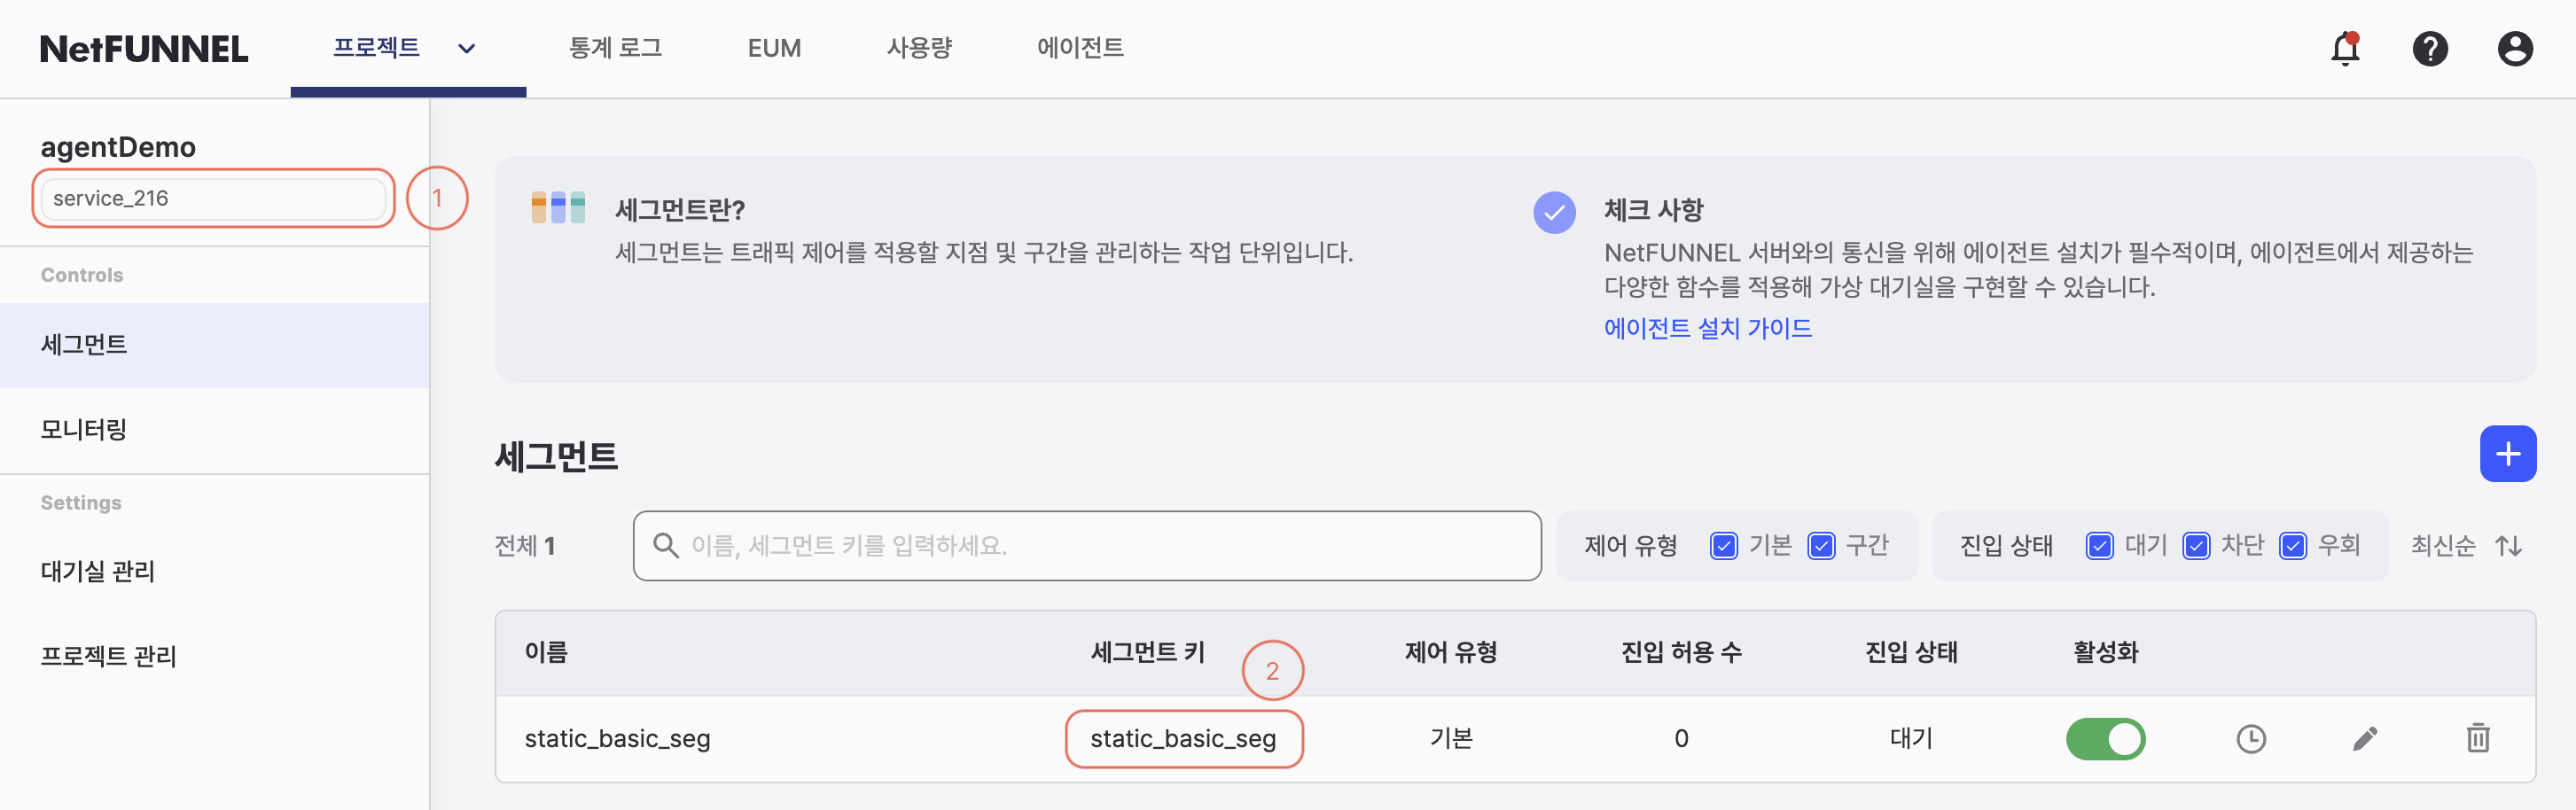 NetFUNNEL
프로젝트
통계 로그
EUM
사용량
에이전트
agentDemo
service_216
1
Controls
세그먼트
모니터링
Settings
대기실 관리
프로젝트 관리
세그먼트란?
세그먼트는 트래픽 제어를 적용할 지점 및 구간을 관리하는 작업 단위입니다.
체크 사항
NetFUNNEL 서버와의 통신을 위해 에이전트 설치가 필수적이며, 에이전트에서 제공하는
다양한 함수를 적용해 가상 대기실을 구현할 수 있습니다.
에이전트 설치 가이드
세그먼트
전체 1
이름, 세그먼트 키를 입력하세요.
제어 유형 기본 구간
진입 상태 대기 차단 우회
최신순
이름 세그먼트 키 제어 유형 진입 허용 수 진입 상태 활성화
2
static_basic_seg static_basic_seg 기본 0 대기